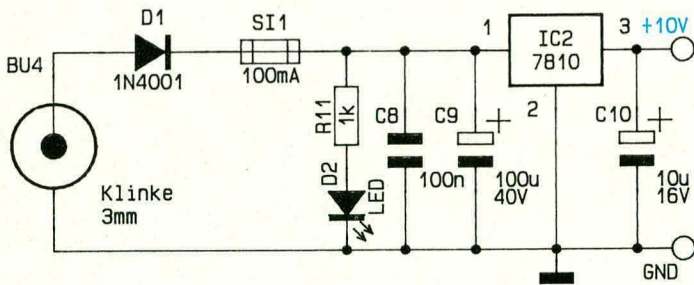 D1
BU4
1N4001
SI1
100mA
1
IC2
7810
3
+10V
2
R11
1k
C8
100n
C9
+
100u
40V
C10
+
10u
16V
D2
LED
Klinke
3mm
GND